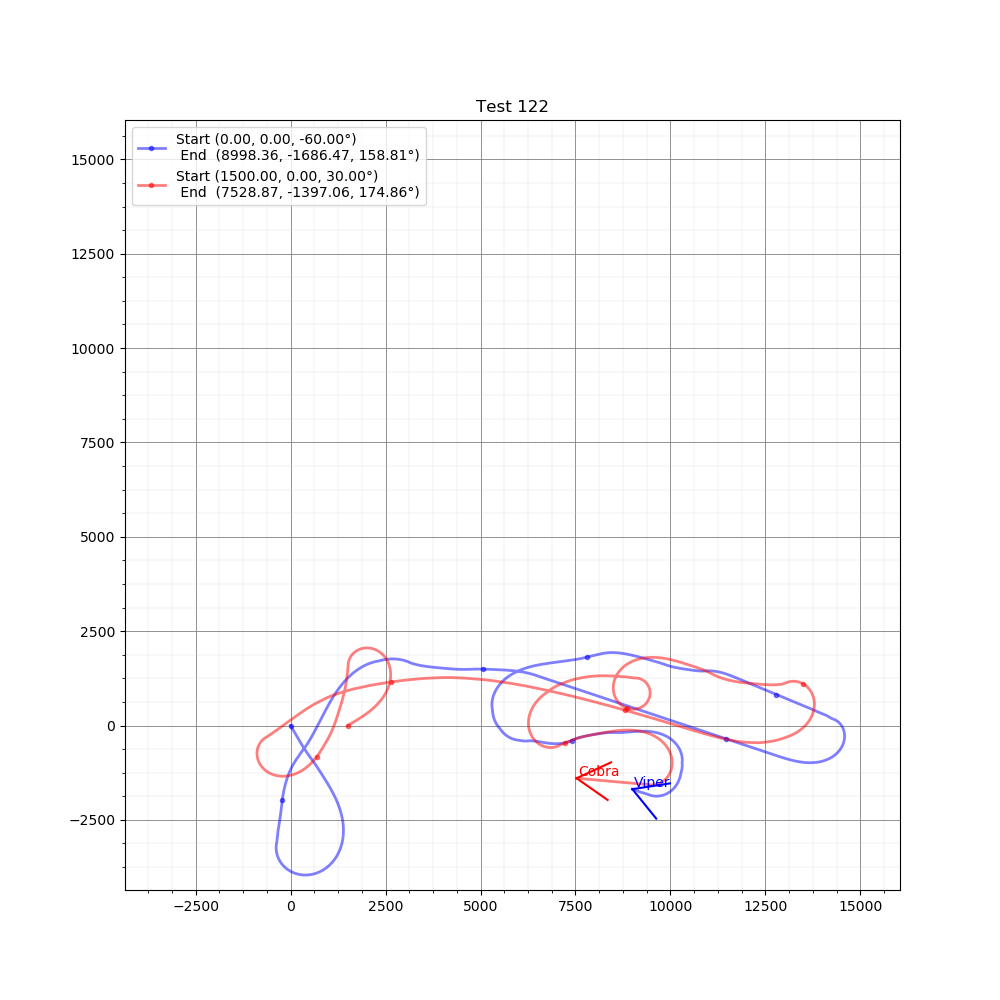 Test 122
Start (0.00, 0.00, -60.00°)
End  (8998.36, -1686.47, 158.81°)
Start (1500.00, 0.00, 30.00°)
End  (7528.87, -1397.06, 174.86°)
15000
12500
10000
7500
5000
2500
0
−2500
Cobra
Viper
−2500 0 2500 5000 7500 10000 12500 15000